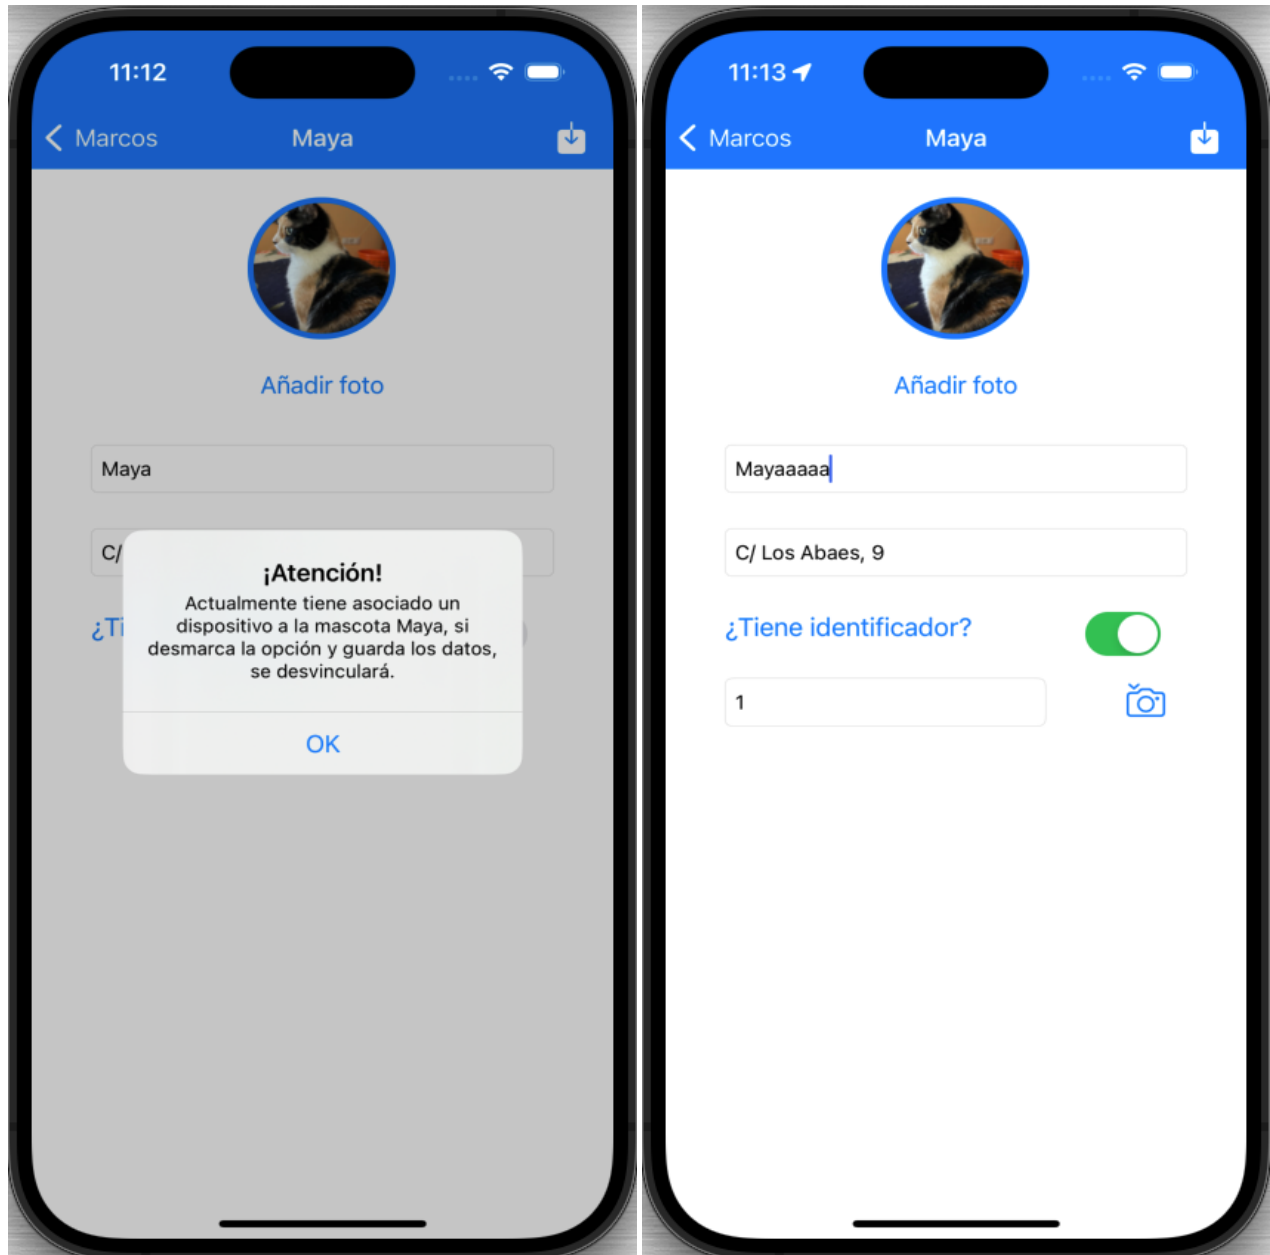 11:12
Marcos
Maya
Añadir foto
Maya
C/
¿Ti
¡Atención!
Actualmente tiene asociado un
dispositivo a la mascota Maya, si
desmarca la opción y guarda los datos,
se desvinculará.
OK
11:13
Marcos
Maya
Añadir foto
Mayaaaaa
C/ Los Abaes, 9
¿Tiene identificador?
1